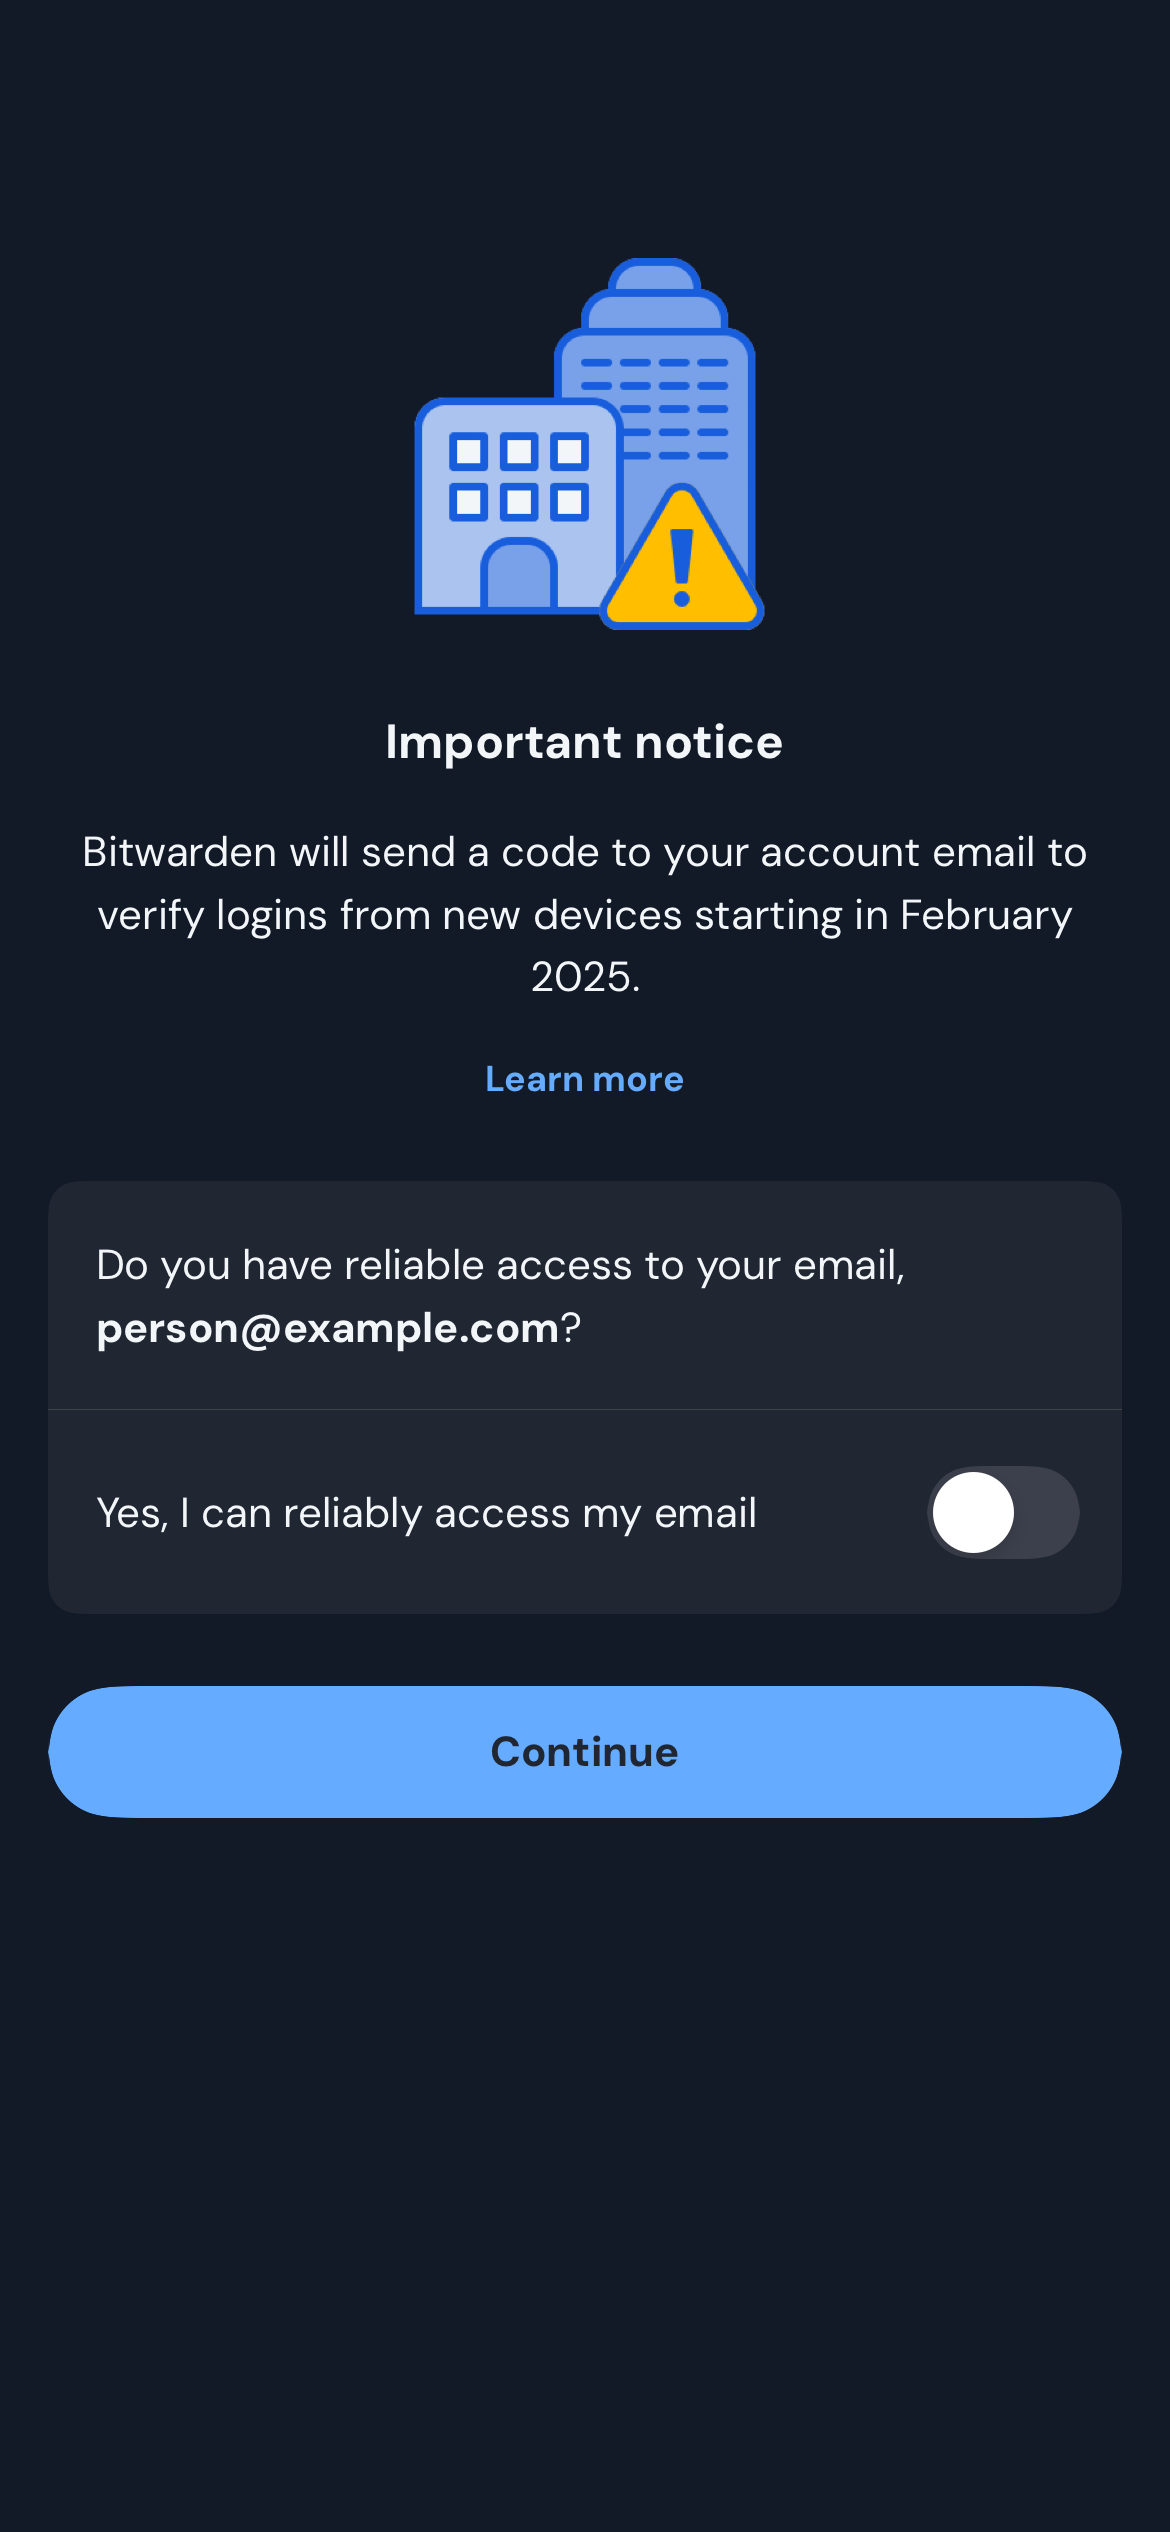 Important notice
Bitwarden will send a code to your account email to
verify logins from new devices starting in February
2025.
Learn more
Do you have reliable access to your email,
person@example.com?
Yes, I can reliably access my email
Continue